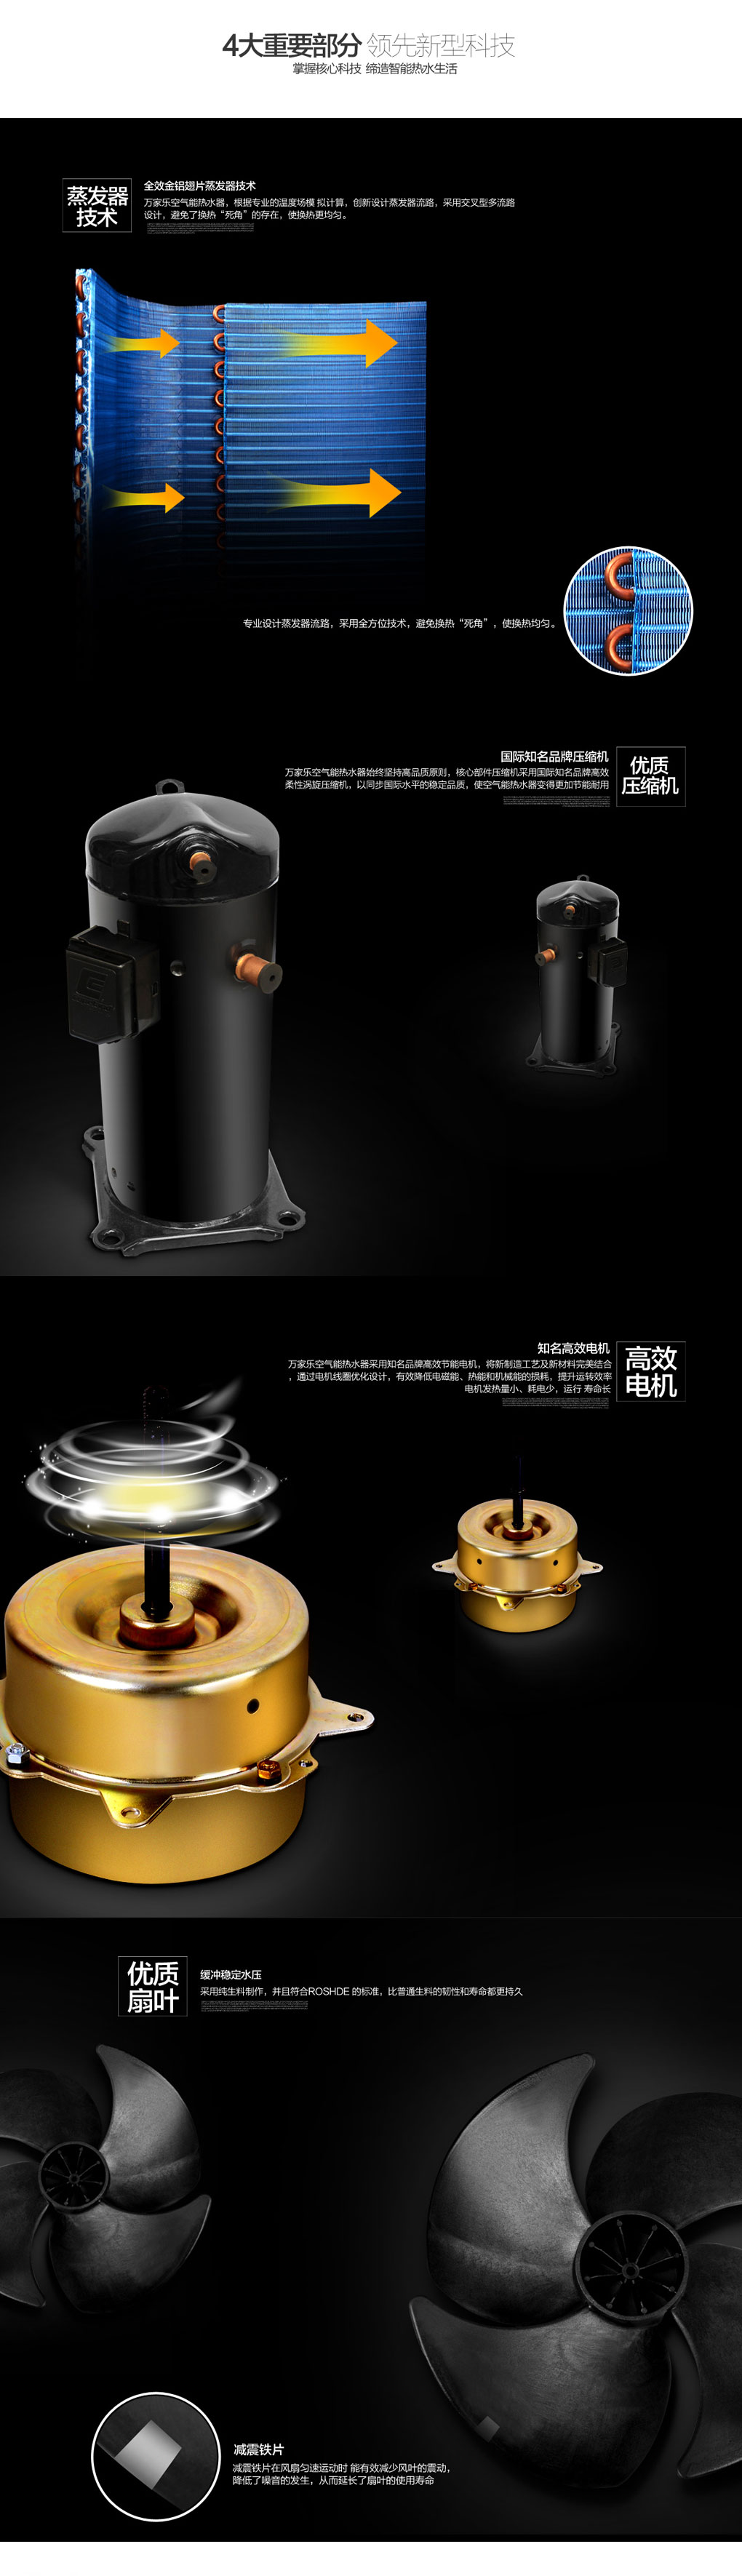 4大重要部分 领先新型科技
掌握核心科技 缔造智能热水生活
蒸发器
技术
全效金铝翅片蒸发器技术
万家乐空气能热水器，根据专业的温度场模 拟计算，创新设计蒸发器流路，采用交叉型多流路
设计，避免了换热“死角”的存在，使换热更均匀。
专业设计蒸发器流路，采用全方位技术，避免换热“死角”，使换热均匀。
国际知名品牌压缩机
万家乐空气能热水器始终坚持高品质原则，核心部件压缩机采用国际知名品牌高效
柔性涡旋压缩机，以同步国际水平的稳定品质，使空气能热水器变得更加节能耐用
优质
压缩机
知名高效电机
万家乐空气能热水器采用知名品牌高效节能电机，将新制造工艺及新材料完美结合
，通过电机线圈优化设计，有效降低电磁能、热能和机械能的损耗，提升运转效率
电机发热量小、耗电少，运行 寿命长
高效
电机
优质
扇叶
缓冲稳定水压
采用纯生料制作，并且符合ROSHDE 的标准，比普通生料的韧性和寿命都更持久
减震铁片
减震铁片在风扇匀速运动时 能有效减少风叶的震动，
降低了噪音的发生，从而延长了扇叶的使用寿命